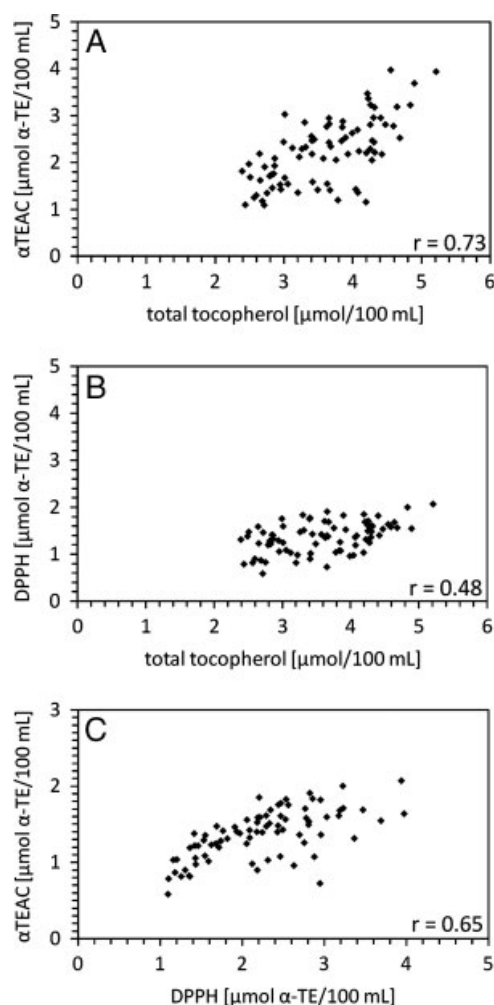 A
5
4
3
2
1
0
αTEAC [µmol α-TE/100 mL]
r = 0.73
0 1 2 3 4 5 6
total tocopherol [µmol/100 mL]
B
5
4
3
2
1
0
DPPH [µmol α-TE/100 mL]
r = 0.48
0 1 2 3 4 5 6
total tocopherol [µmol/100 mL]
C
3
2
1
0
αTEAC [µmol α-TE/100 mL]
r = 0.65
0 1 2 3 4 5
DPPH [µmol α-TE/100 mL]